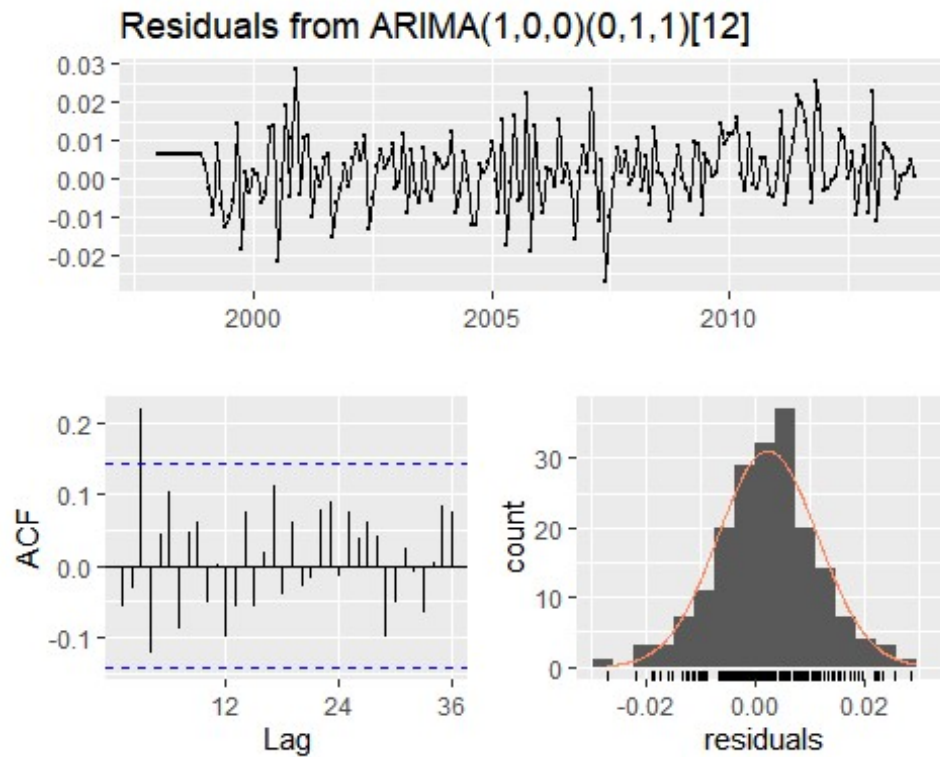 Residuals from ARIMA(1,0,0)(0,1,1)[12]
0.03
0.02
0.01
0.00
-0.01
-0.02
2000 2005 2010
ACF
0.2
0.1
0.0
-0.1
12 24 36
Lag
count
30
20
10
0
-0.02 0.00 0.02
residuals